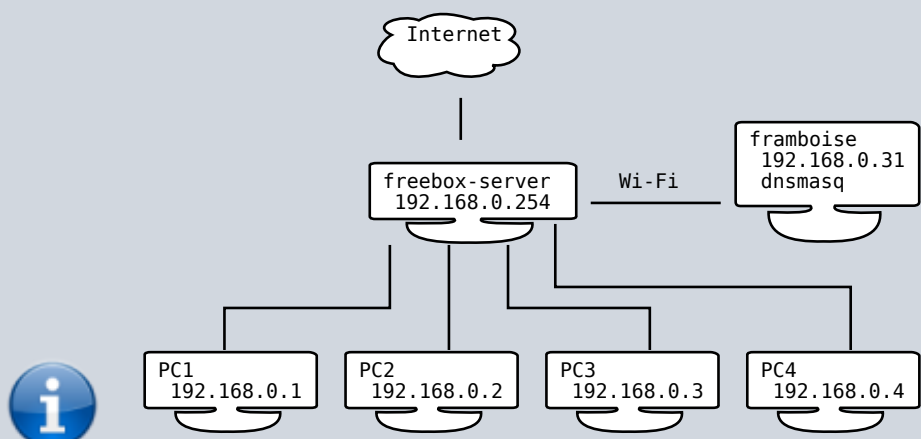 Internet
framboise
192.168.0.31
dnsmasq
freebox-server
192.168.0.254
Wi-Fi
PC1
192.168.0.1
PC2
192.168.0.2
PC3
192.168.0.3
PC4
192.168.0.4